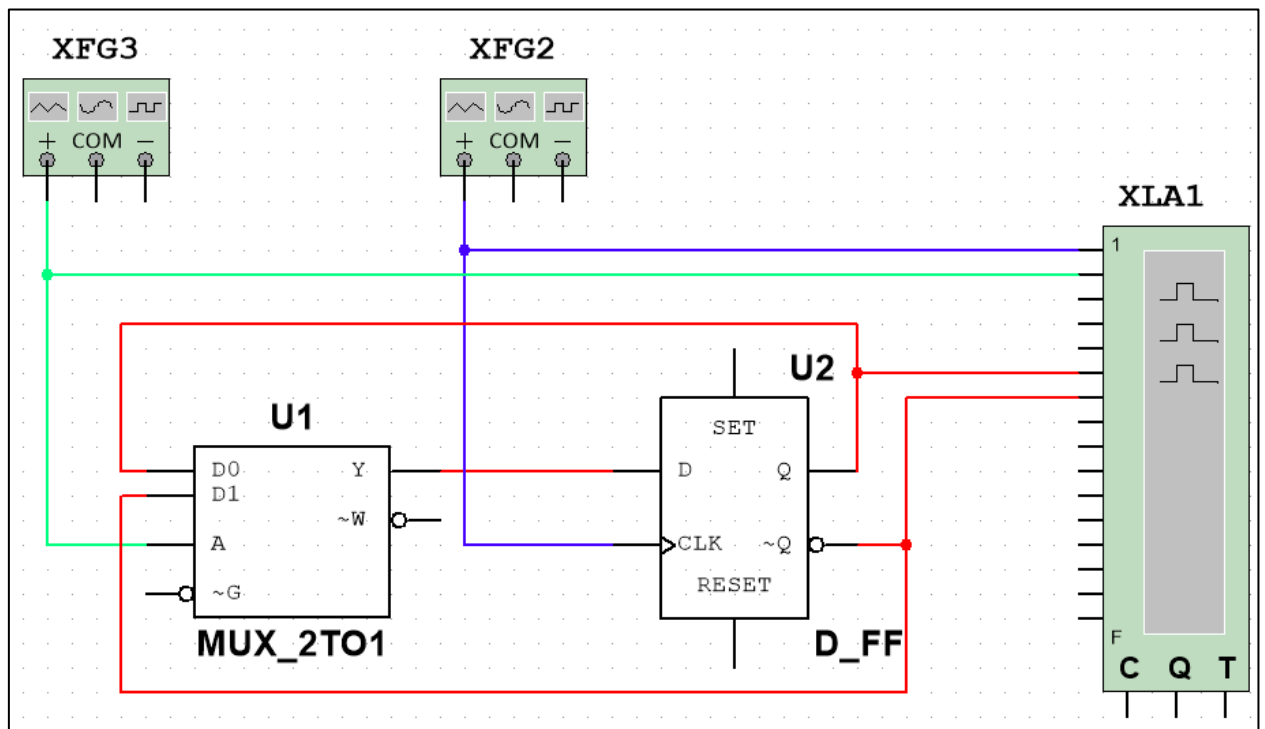 XFG3
+ COM −
XFG2
+ COM −
XLA1
1
F
C Q T
U1
D0
D1
A
~G
Y
~W
MUX_2TO1
U2
SET
D
Q
CLK
~Q
RESET
D_FF